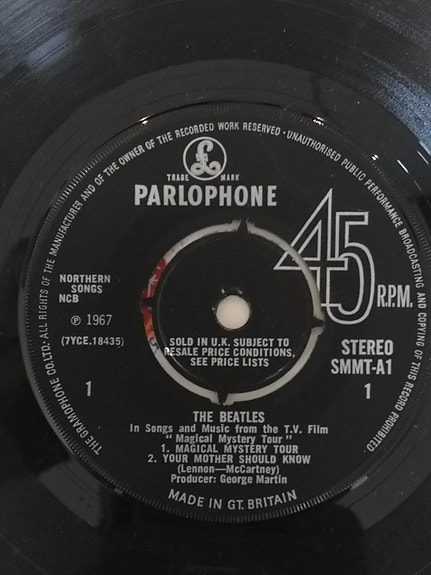 THE GRAMOPHONE CO.LTD. ALL RIGHTS OF THE MANUFACTURER AND OF THE OWNER OF THE RECORDED WORK RESERVED · UNAUTHORISED PUBLIC PERFORMANCE BROADCASTING AND COPYING OF THIS RECORD PROHIBITED
£
TRADE MARK
PARLOPHONE
45
R.P.M.
NORTHERN
SONGS
NCB
℗ 1967
(7YCE.18435)
1
SOLD IN U.K. SUBJECT TO
RESALE PRICE CONDITIONS,
SEE PRICE LISTS
STEREO
SMMT-A1
1
THE BEATLES
In Songs and Music from the T.V. Film
"Magical Mystery Tour"
1. MAGICAL MYSTERY TOUR
2. YOUR MOTHER SHOULD KNOW
(Lennon—McCartney)
Producer: George Martin
MADE IN GT. BRITAIN